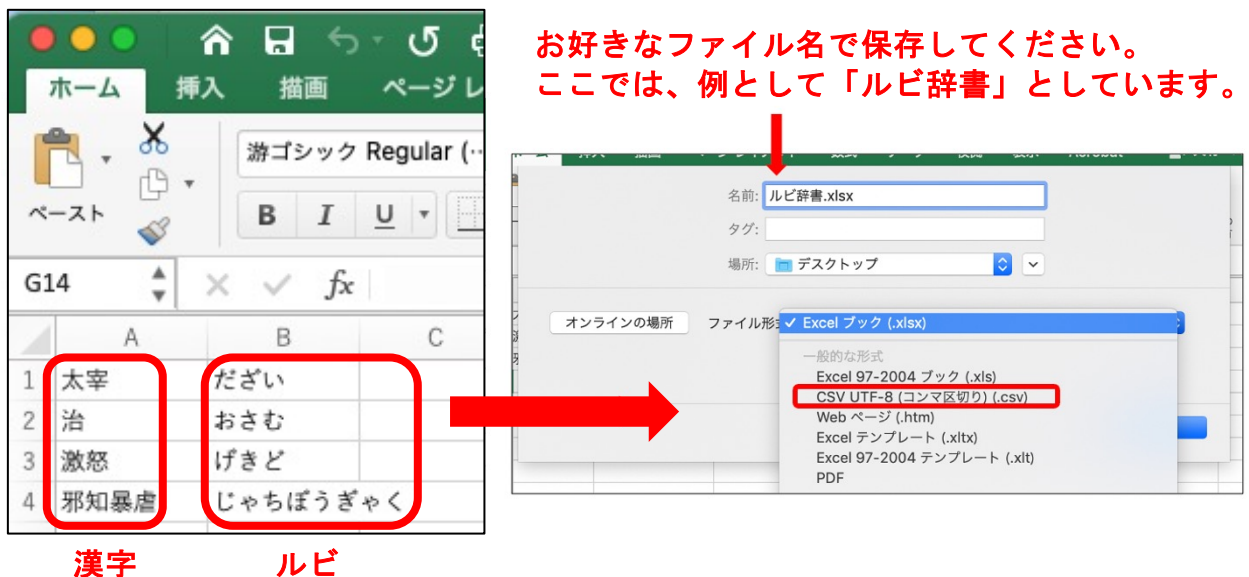 お好きなファイル名で保存してください。
ここでは、例として「ルビ辞書」としています。
ホーム 挿入 描画 ページ レ
ペースト
游ゴシック Regular (…
B I U
G14
fx
A B C
1 太宰 だざい
2 治 おさむ
3 激怒 げきど
4 邪知暴虐 じゃちぼうぎゃく
漢字 ルビ
名前: ルビ辞書.xlsx
タグ:
場所: デスクトップ
オンラインの場所 ファイル形 ✓ Excel ブック (.xlsx)
一般的な形式
Excel 97-2004 ブック (.xls)
CSV UTF-8 (コンマ区切り) (.csv)
Web ページ (.htm)
Excel テンプレート (.xltx)
Excel 97-2004 テンプレート (.xlt)
PDF